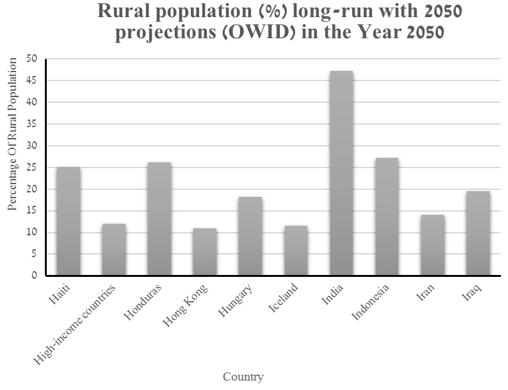 Rural population (%) long-run with 2050
projections (OWID) in the Year 2050
Percentage Of Rural Population
50
45
40
35
30
25
20
15
10
5
0
Haiti
High-income countries
Honduras
Hong Kong
Hungary
Iceland
India
Indonesia
Iran
Iraq
Country